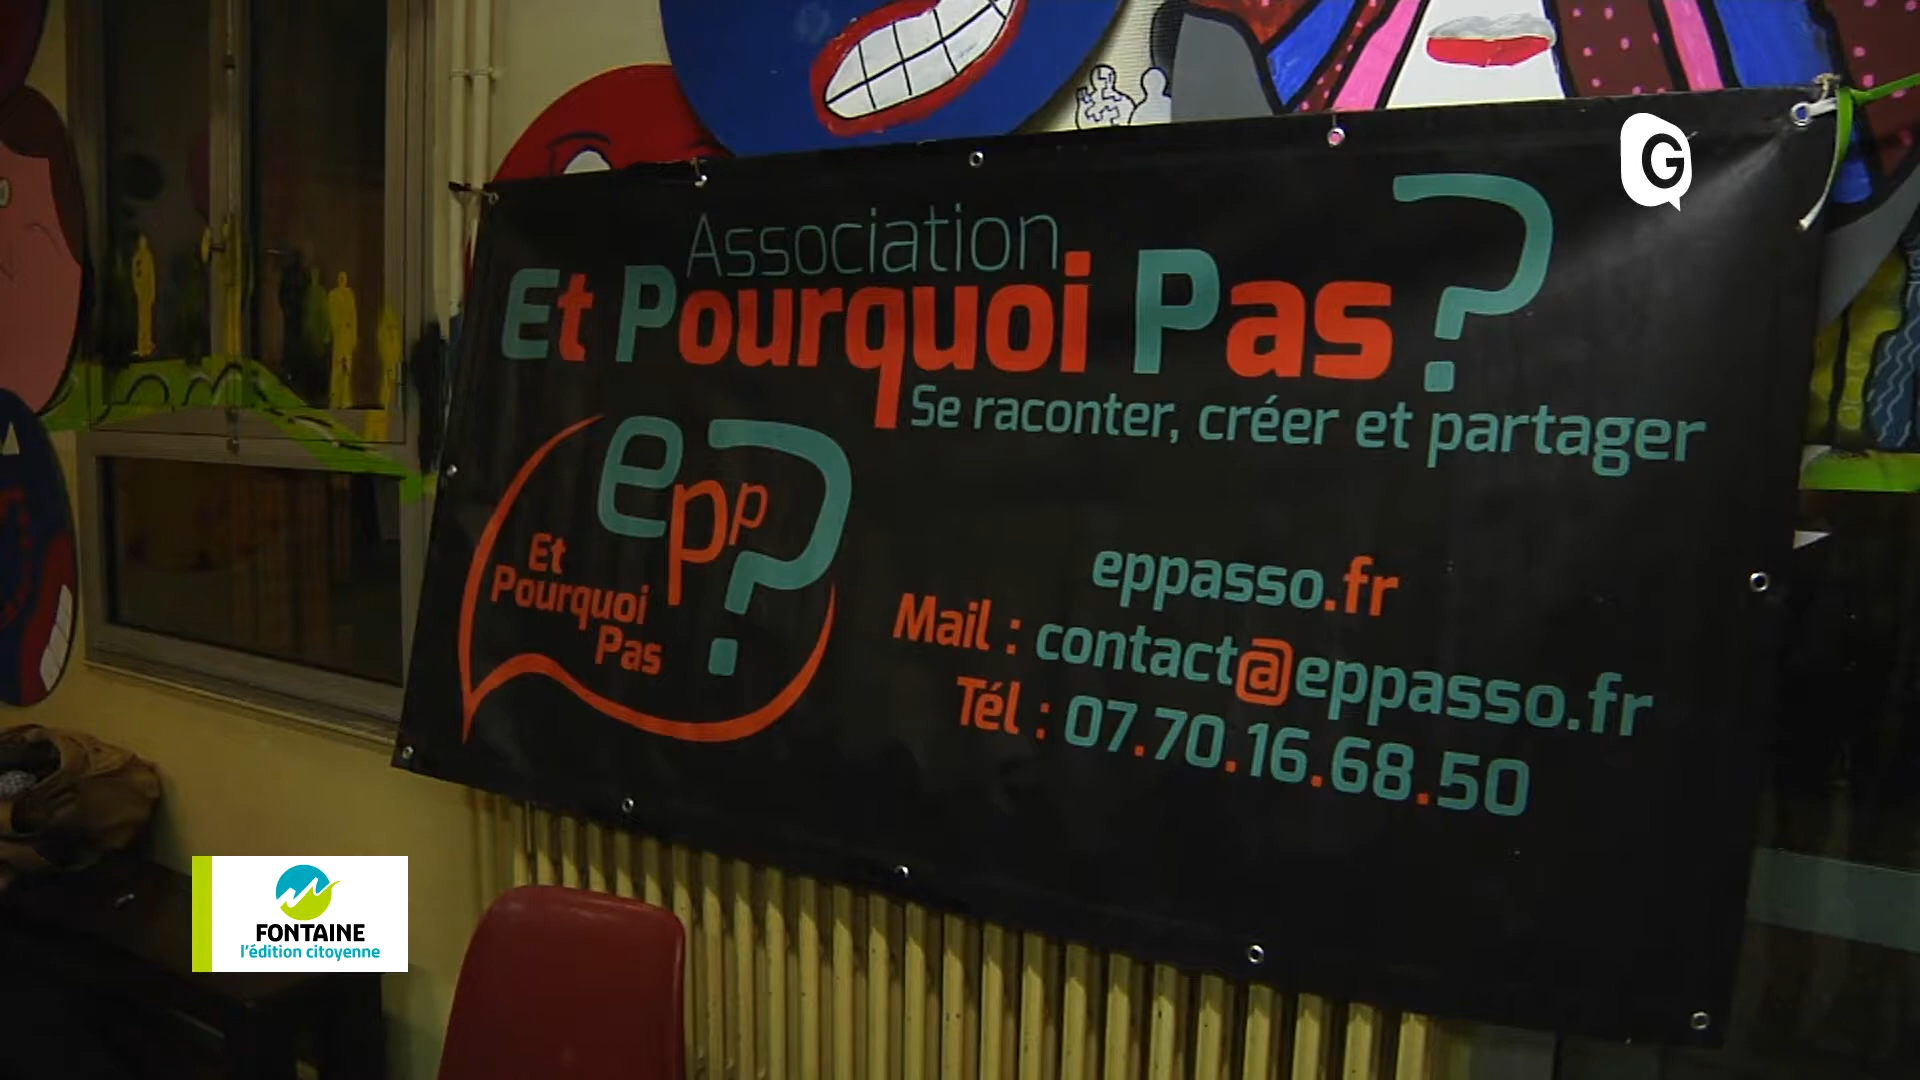 G
Association
Et Pourquoi Pas ?
Se raconter, créer et partager
epp?
Et
Pourquoi
Pas
eppasso.fr
Mail : contact@eppasso.fr
Tél : 07.70.16.68.50
FONTAINE
l'édition citoyenne